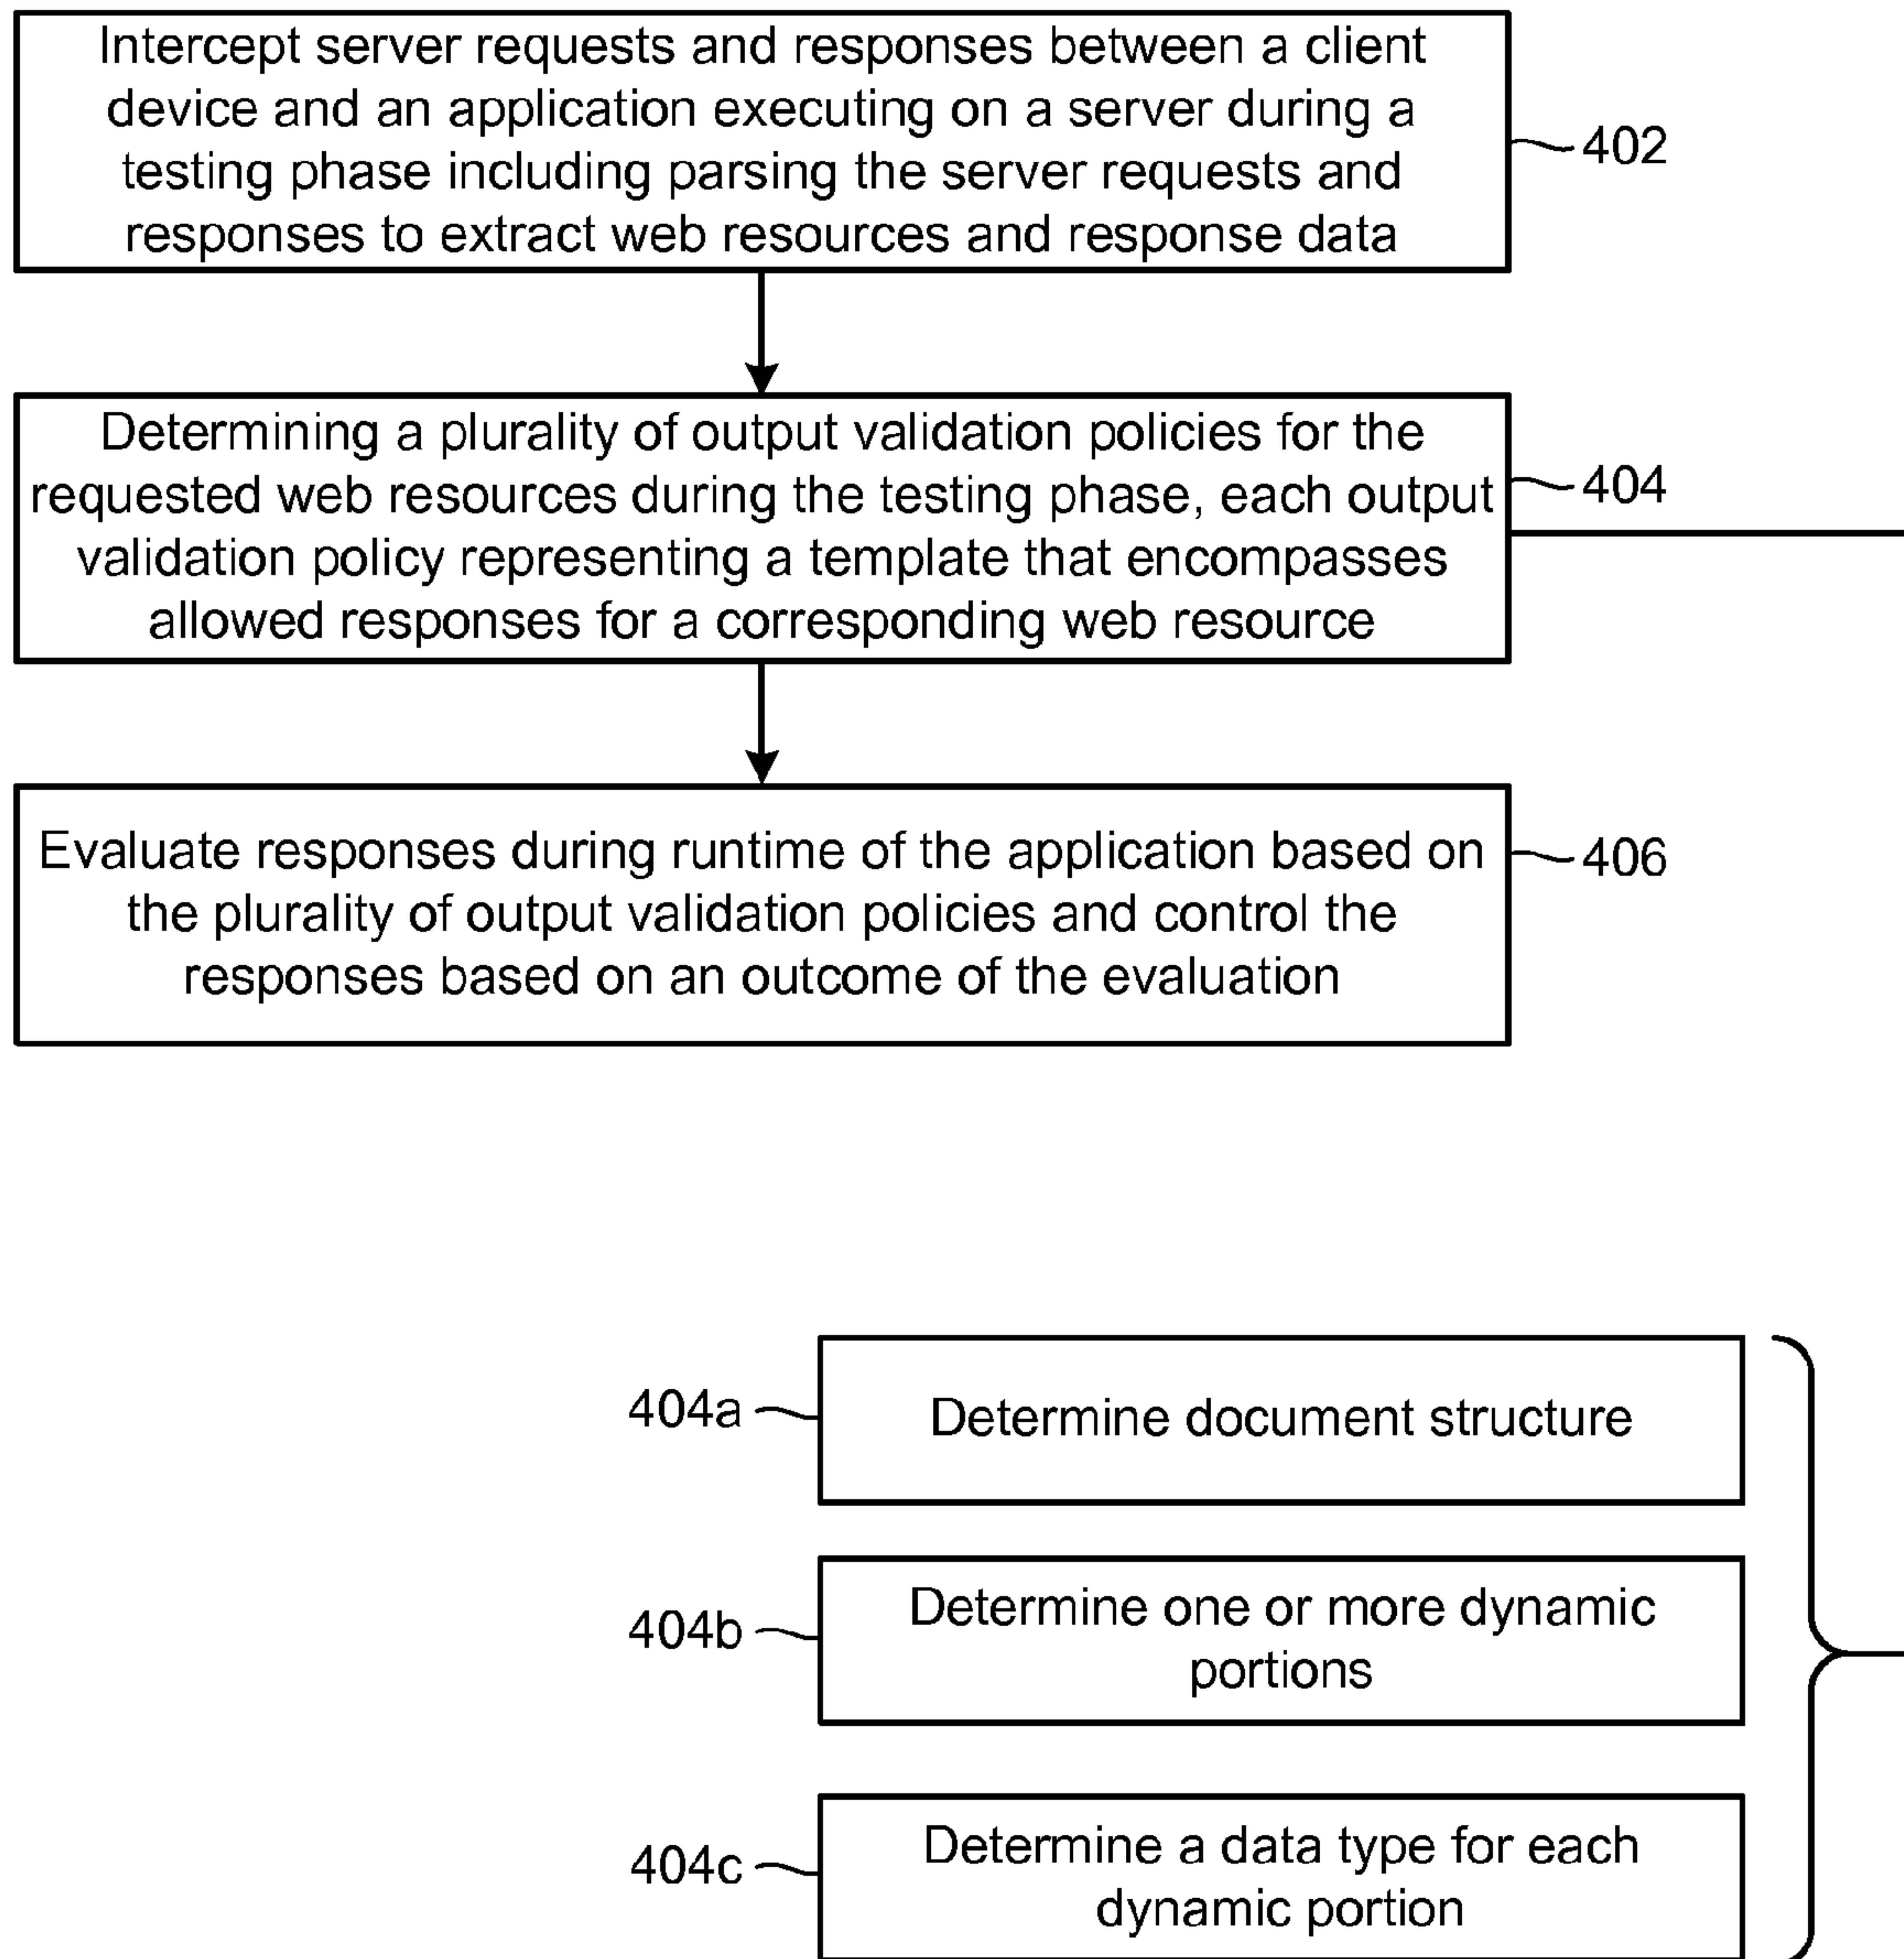 Intercept server requests and responses between a client
device and an application executing on a server during a
testing phase including parsing the server requests and
responses to extract web resources and response data
402
Determining a plurality of output validation policies for the
requested web resources during the testing phase, each output
validation policy representing a template that encompasses
allowed responses for a corresponding web resource
404
Evaluate responses during runtime of the application based on
the plurality of output validation policies and control the
responses based on an outcome of the evaluation
406
404a
Determine document structure
404b
Determine one or more dynamic
portions
404c
Determine a data type for each
dynamic portion